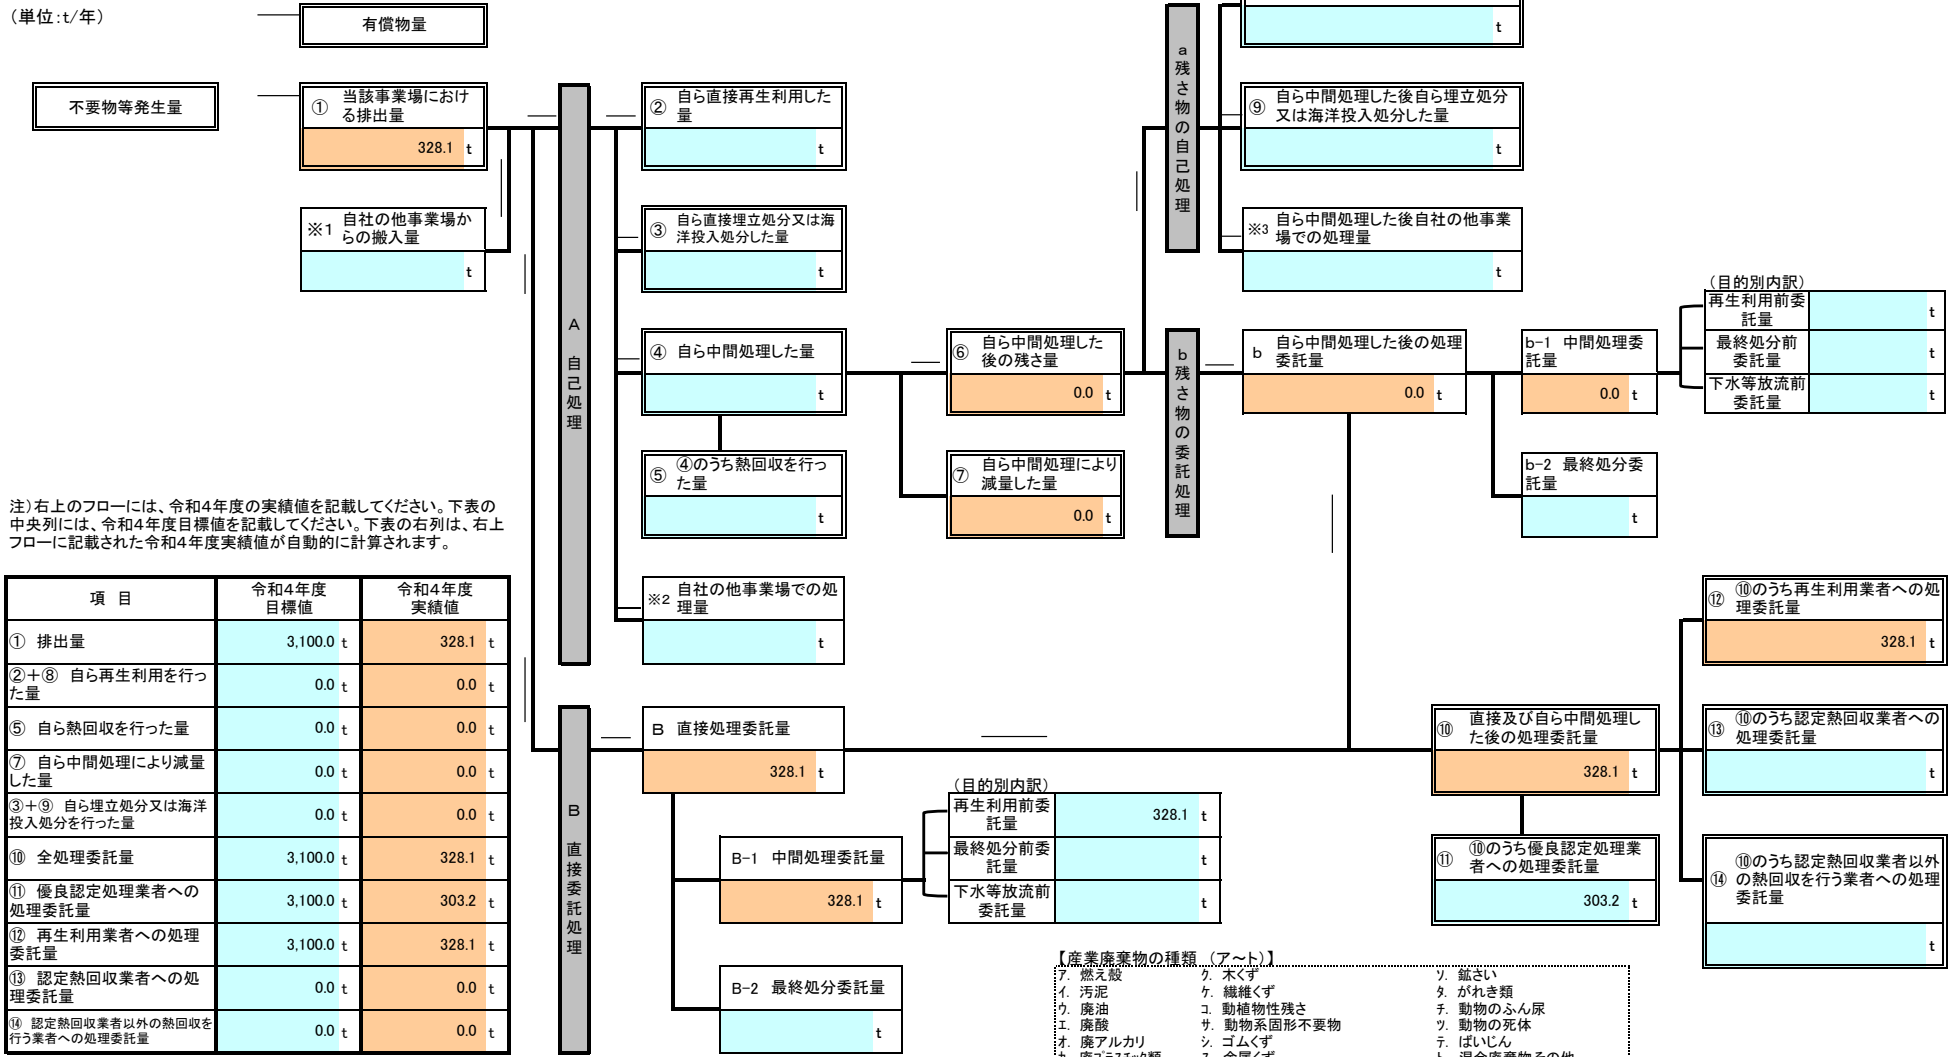 (単位:t/年)
有償物量
不要物等発生量
① 当該事業場におけ
る排出量
328.1 t
※1 自社の他事業場か
らの搬入量
t
A 自己処理
② 自ら直接再生利用した
量
t
③ 自ら直接埋立処分又は海
洋投入処分した量
t
④ 自ら中間処理した量
t
⑤ ④のうち熱回収を行っ
た量
t
※2 自社の他事業場での処
理量
t
⑥ 自ら中間処理した
後の残さ量
0.0 t
⑦ 自ら中間処理により
減量した量
0.0 t
a 残さ物の自己処理
t
⑨ 自ら中間処理した後自ら埋立処分
又は海洋投入処分した量
t
※3 自ら中間処理した後自社の他事業
場での処理量
t
b 残さ物の委託処理
b 自ら中間処理した後の処理
委託量
0.0 t
b-1 中間処理委
託量
0.0 t
b-2 最終処分委
託量
t
(目的別内訳)
再生利用前委
託量
t
最終処分前
委託量
t
下水等放流前
委託量
t
注)右上のフローには、令和4年度の実績値を記載してください。下表の
中央列には、令和4年度目標値を記載してください。下表の右列は、右上
フローに記載された令和4年度実績値が自動的に計算されます。
項 目 令和4年度
目標値 令和4年度
実績値
① 排出量 3,100.0 t 328.1 t
②+⑧ 自ら再生利用を行っ
た量 0.0 t 0.0 t
⑤ 自ら熱回収を行った量 0.0 t 0.0 t
⑦ 自ら中間処理により減量
した量 0.0 t 0.0 t
③+⑨ 自ら埋立処分又は海洋
投入処分を行った量 0.0 t 0.0 t
⑩ 全処理委託量 3,100.0 t 328.1 t
⑪ 優良認定処理業者への
処理委託量 3,100.0 t 303.2 t
⑫ 再生利用業者への処理
委託量 3,100.0 t 328.1 t
⑬ 認定熱回収業者への処
理委託量 0.0 t 0.0 t
⑭ 認定熱回収業者以外の熱回収を
行う業者への処理委託量 0.0 t 0.0 t
B 直接委託処理
B 直接処理委託量
328.1 t
B-1 中間処理委託量
328.1 t
B-2 最終処分委託量
t
(目的別内訳)
再生利用前委
託量
328.1 t
最終処分前委
託量
t
下水等放流前
委託量
t
⑩ 直接及び自ら中間処理し
た後の処理委託量
328.1 t
⑪ ⑩のうち優良認定処理業
者への処理委託量
303.2 t
⑫ ⑩のうち再生利用業者への処
理委託量
328.1 t
⑬ ⑩のうち認定熱回収業者への
処理委託量
t
⑭ ⑩のうち認定熱回収業者以外
の熱回収を行う業者への処理
委託量
t
【産業廃棄物の種類 (ア~ト)】
ア. 燃え殻 ク. 木くず ソ. 鉱さい
イ. 汚泥 ケ. 繊維くず タ. がれき類
ウ. 廃油 コ. 動植物性残さ チ. 動物のふん尿
エ. 廃酸 サ. 動物系固形不要物 ツ. 動物の死体
オ. 廃アルカリ シ. ゴムくず テ. ばいじん
カ. 廃プラスチック類 ス. 金属くず ト. 混合廃棄物その他